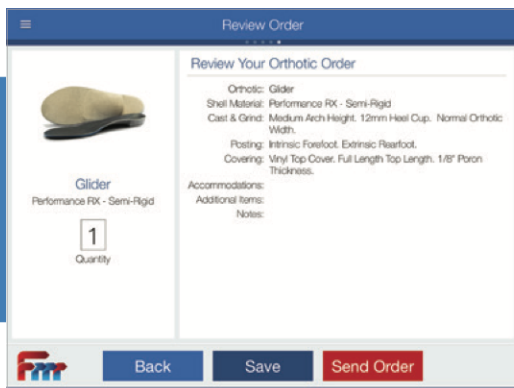 Review Order
Review Your Orthotic Order
Orthotic: Glider
Shell Material: Performance RX - Semi-Rigid
Cast & Grind: Medium Arch Height. 12mm Heel Cup. Normal Orthotic
Width.
Posting: Intrinsic Forefoot. Extrinsic Rearfoot.
Covering: Vinyl Top Cover. Full Length Top Length. 1/8" Poron
Thickness.
Accommodations:
Additional Items:
Notes:
Glider
Performance RX - Semi-Rigid
1
Quantity
Back
Save
Send Order